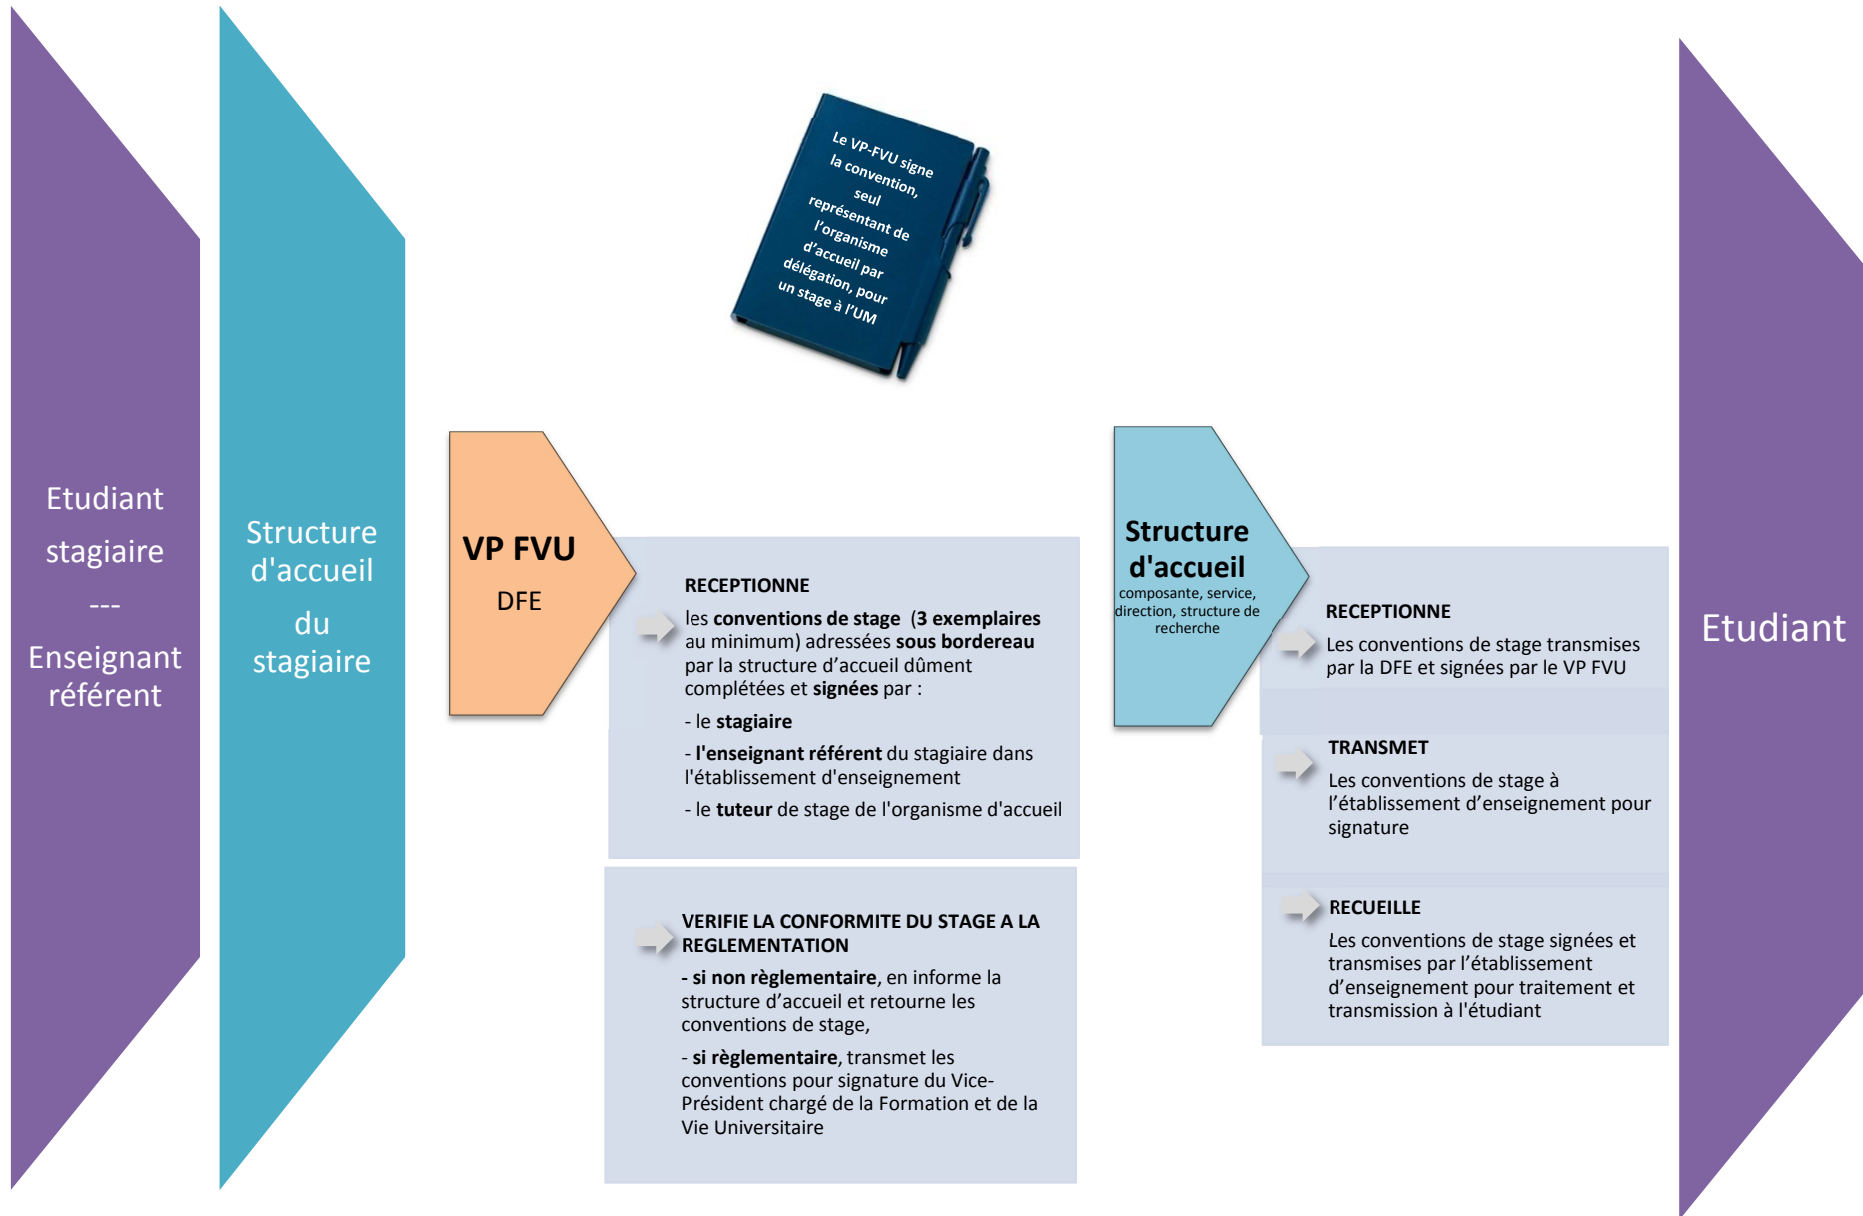 Etudiant
stagiaire
---
Enseignant
référent
Structure
d'accueil
du
stagiaire
Le VP-FVU signe
la convention,
seul
représentant de
l’organisme
d’accueil par
délégation, pour
un stage à l’UM
VP FVU
DFE
RECEPTIONNE
les conventions de stage (3 exemplaires
au minimum) adressées sous bordereau
par la structure d’accueil dûment
complétées et signées par :
- le stagiaire
- l'enseignant référent du stagiaire dans
l'établissement d'enseignement
- le tuteur de stage de l'organisme d'accueil
VERIFIE LA CONFORMITE DU STAGE A LA
REGLEMENTATION
- si non règlementaire, en informe la
structure d’accueil et retourne les
conventions de stage,
- si règlementaire, transmet les
conventions pour signature du Vice-
Président chargé de la Formation et de la
Vie Universitaire
Structure
d'accueil
composante, service,
direction, structure de
recherche
RECEPTIONNE
Les conventions de stage transmises
par la DFE et signées par le VP FVU
TRANSMET
Les conventions de stage à
l’établissement d’enseignement pour
signature
RECUEILLE
Les conventions de stage signées et
transmises par l’établissement
d’enseignement pour traitement et
transmission à l'étudiant
Etudiant